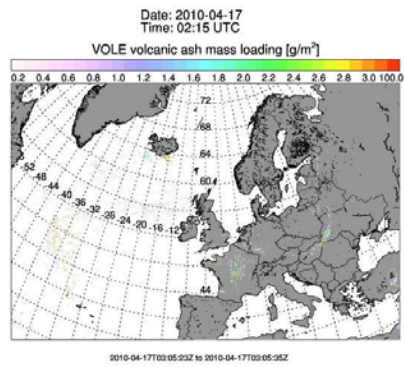 Date: 2010-04-17
Time: 02:15 UTC
VOLE volcanic ash mass loading [g/m²]
0.2 0.4 0.6 0.8 1.0 1.2 1.4 1.6 1.8 2.0 2.2 2.4 2.6 2.8 3.0 100.0
72
68
64
60
-52
-48
-44
-40
-36 -32 -28 -24 -20 -16 -12
44
2010-04-17T03:05:23Z to 2010-04-17T03:05:35Z